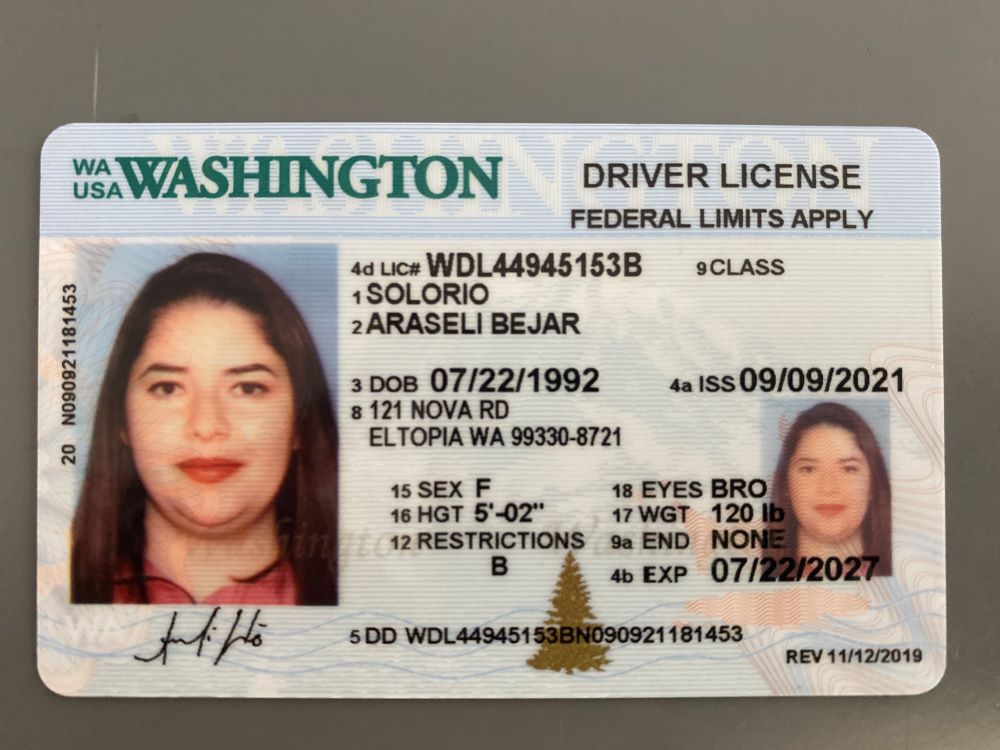 WA USA WASHINGTON DRIVER LICENSE
FEDERAL LIMITS APPLY
4d LIC# WDL44945153B 9 CLASS
1 SOLORIO
2 ARASELI BEJAR
3 DOB 07/22/1992 4a ISS 09/09/2021
8 121 NOVA RD
ELTOPIA WA 99330-8721
20 N090921181453
15 SEX F 18 EYES BRO
16 HGT 5'-02" 17 WGT 120 lb
12 RESTRICTIONS 9a END NONE
B 4b EXP 07/22/2027
5 DD WDL44945153BN090921181453
REV 11/12/2019